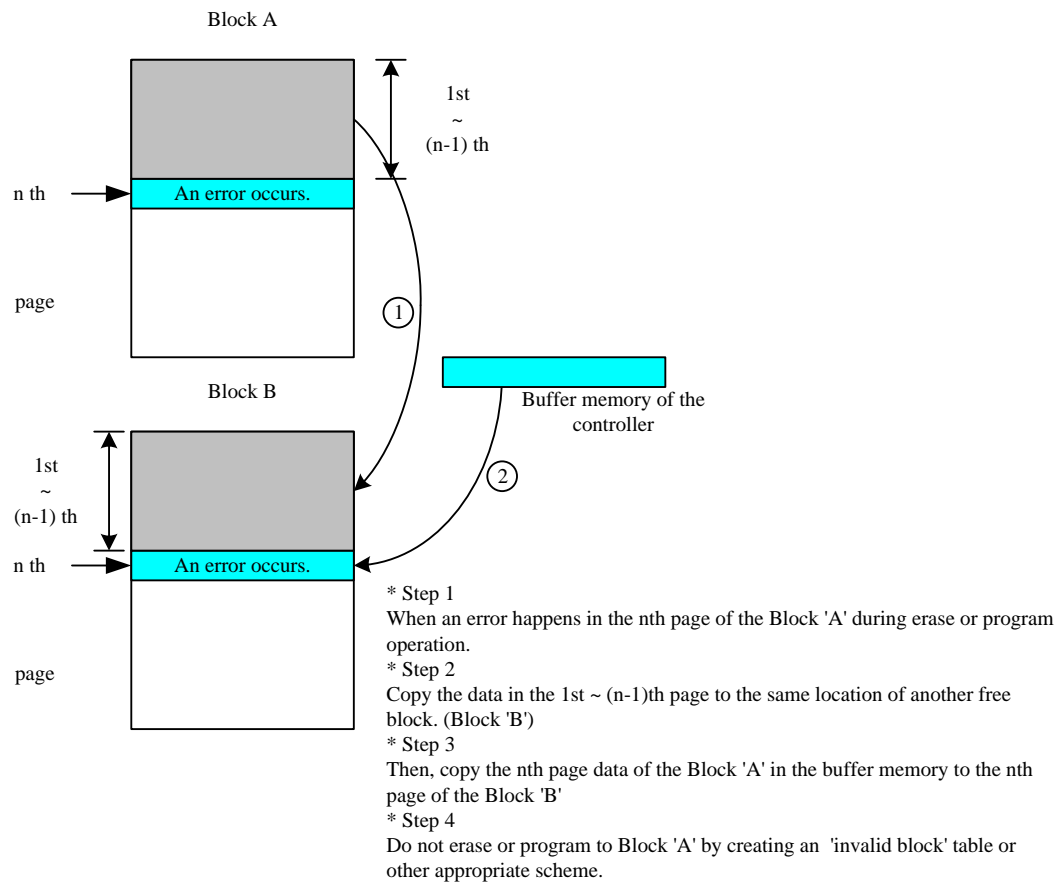 Block A
1st
~
(n-1) th
n th
An error occurs.
page
1
Block B
Buffer memory of the
controller
1st
~
(n-1) th
2
n th
An error occurs.
page
* Step 1
When an error happens in the nth page of the Block 'A' during erase or program
operation.
* Step 2
Copy the data in the 1st ~ (n-1)th page to the same location of another free
block. (Block 'B')
* Step 3
Then, copy the nth page data of the Block 'A' in the buffer memory to the nth
page of the Block 'B'
* Step 4
Do not erase or program to Block 'A' by creating an 'invalid block' table or
other appropriate scheme.